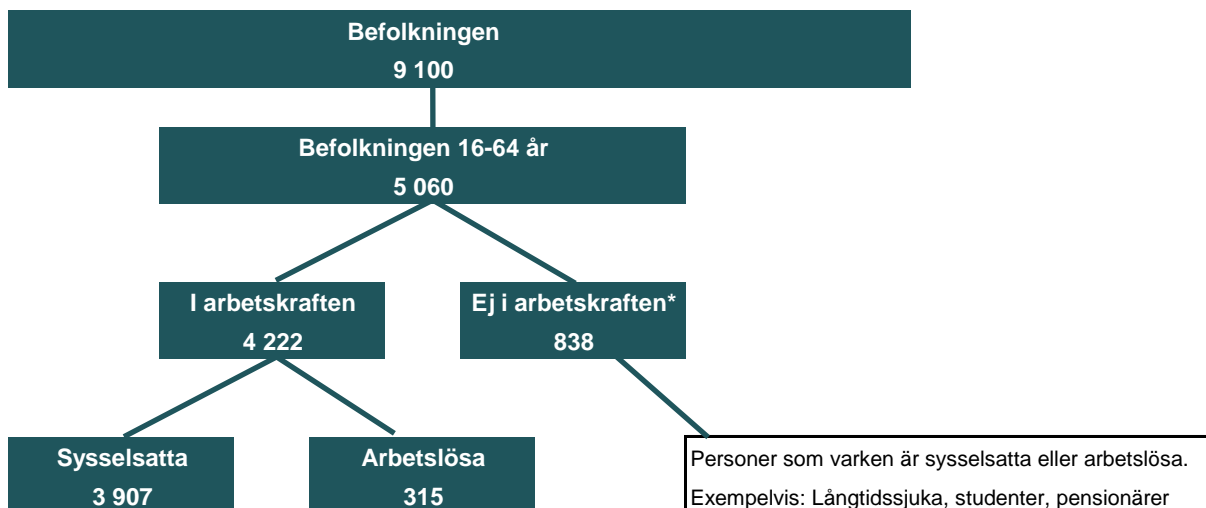 Befolkningen
9 100
Befolkningen 16-64 år
5 060
I arbetskraften
4 222
Ej i arbetskraften*
838
Sysselsatta
3 907
Arbetslösa
315
Personer som varken är sysselsatta eller arbetslösa.
Exempelvis: Långtidssjuka, studenter, pensionärer